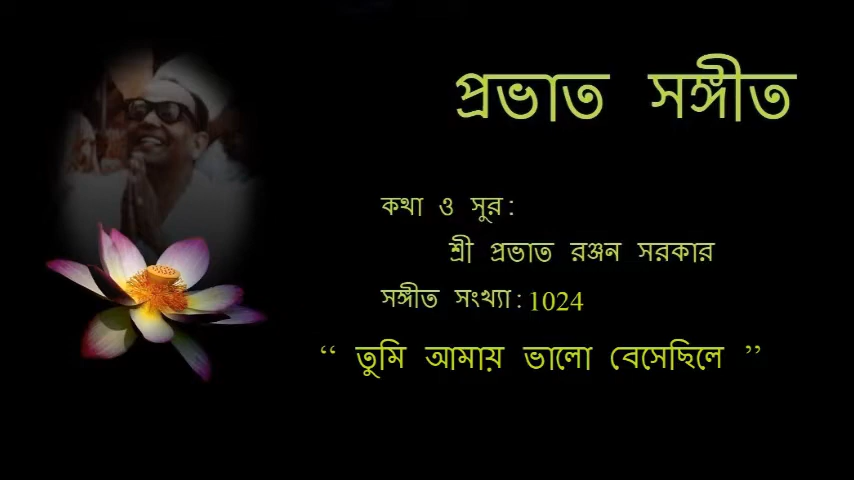 প্রভাত সঙ্গীত
কথা ও সুর :
শ্রী প্রভাত রঞ্জন সরকার
সঙ্গীত সংখ্যা : 1024
“ তুমি আমায় ভালো বেসেছিলে ”